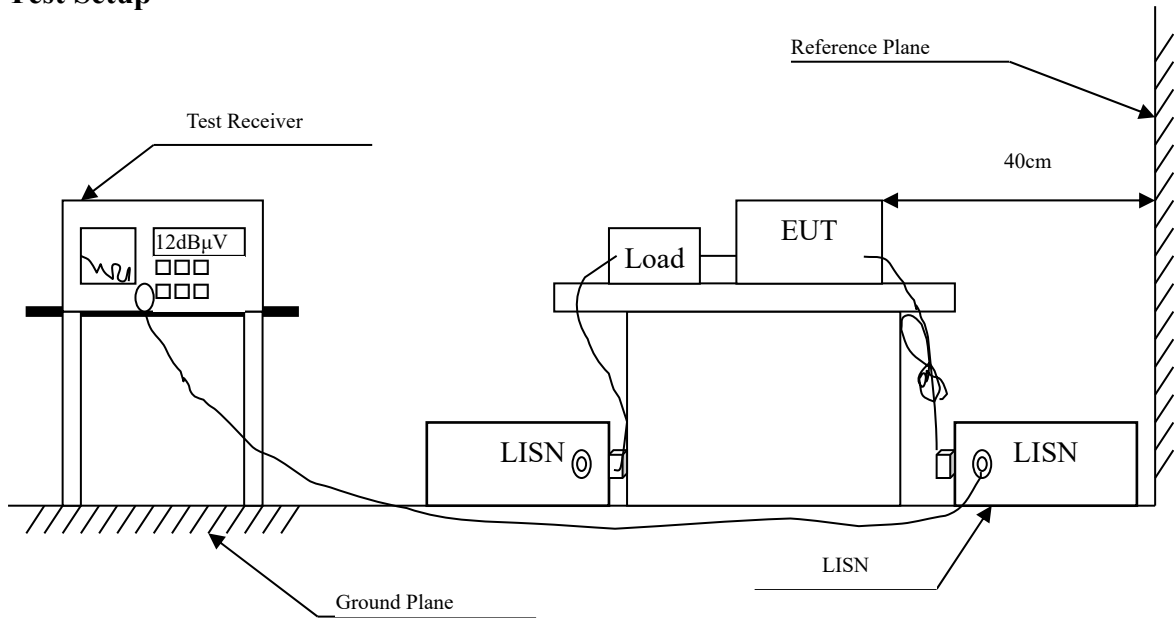 Test Setup
Reference Plane
Test Receiver
40cm
12dBμV
EUT
Load
LISN
LISN
LISN
Ground Plane